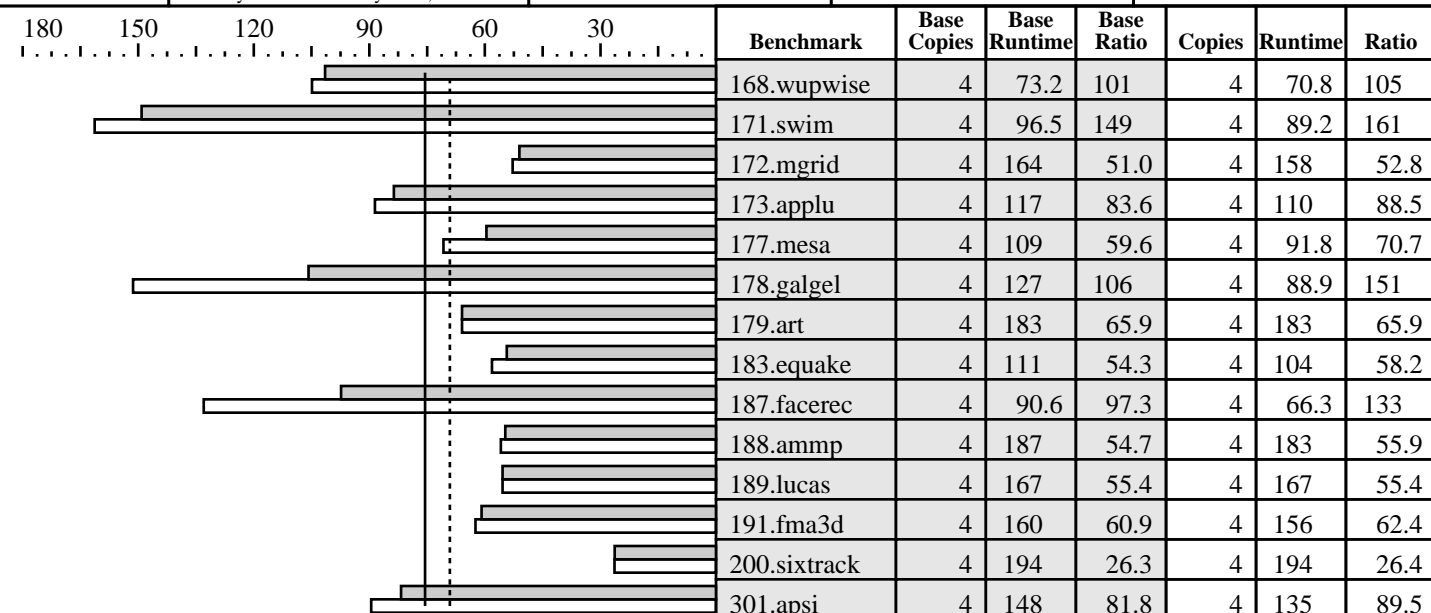 180 150 120 90 60 30
Benchmark Base Copies Base Runtime Base Ratio Copies Runtime Ratio
168.wupwise 4 73.2 101 4 70.8 105
171.swim 4 96.5 149 4 89.2 161
172.mgrid 4 164 51.0 4 158 52.8
173.applu 4 117 83.6 4 110 88.5
177.mesa 4 109 59.6 4 91.8 70.7
178.galgel 4 127 106 4 88.9 151
179.art 4 183 65.9 4 183 65.9
183.equake 4 111 54.3 4 104 58.2
187.facerec 4 90.6 97.3 4 66.3 133
188.ammp 4 187 54.7 4 183 55.9
189.lucas 4 167 55.4 4 167 55.4
191.fma3d 4 160 60.9 4 156 62.4
200.sixtrack 4 194 26.3 4 194 26.4
301.apsi 4 148 81.8 4 135 89.5